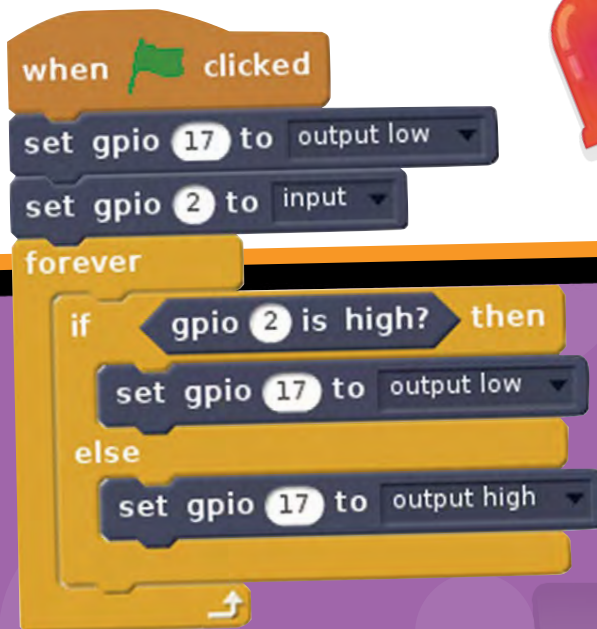 when clicked
set gpio 17 to output low
set gpio 2 to input
forever
if gpio 2 is high? then
set gpio 17 to output low
else
set gpio 17 to output high